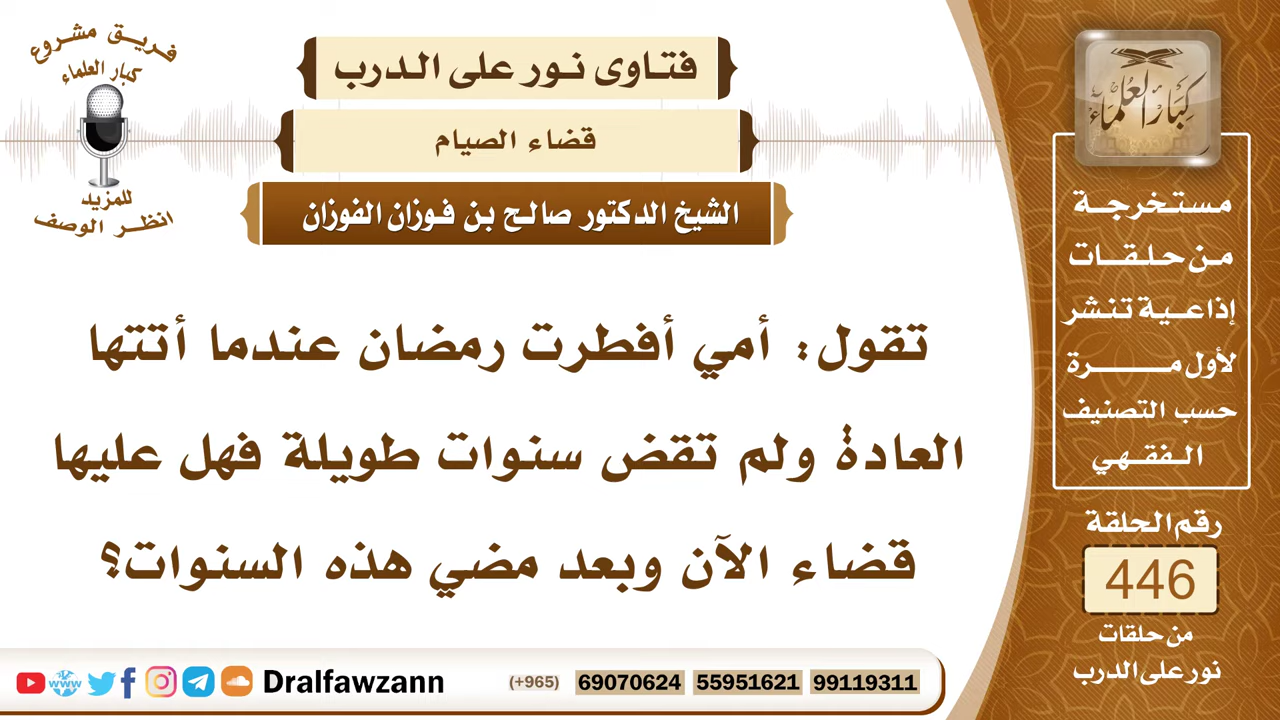 فريق مشروع
كبار العلماء
للمزيد
انظر الوصف
فتاوى نور على الدرب
قضاء الصيام
الشيخ الدكتور صالح بن فوزان الفوزان
تقول: أمي أفطرت رمضان عندما أتتها
العادة ولم تقض سنوات طويلة فهل عليها
قضاء الآن وبعد مضي هذه السنوات؟
كبار العلماء
مستخرجة
من حلقات
إذاعية تنشر
لأول مرة
حسب التصنيف
الفقهي
رقم الحلقة
446
من حلقات
نور على الدرب
www
Dralfawzann
(+965) 69070624 55951621 99119311